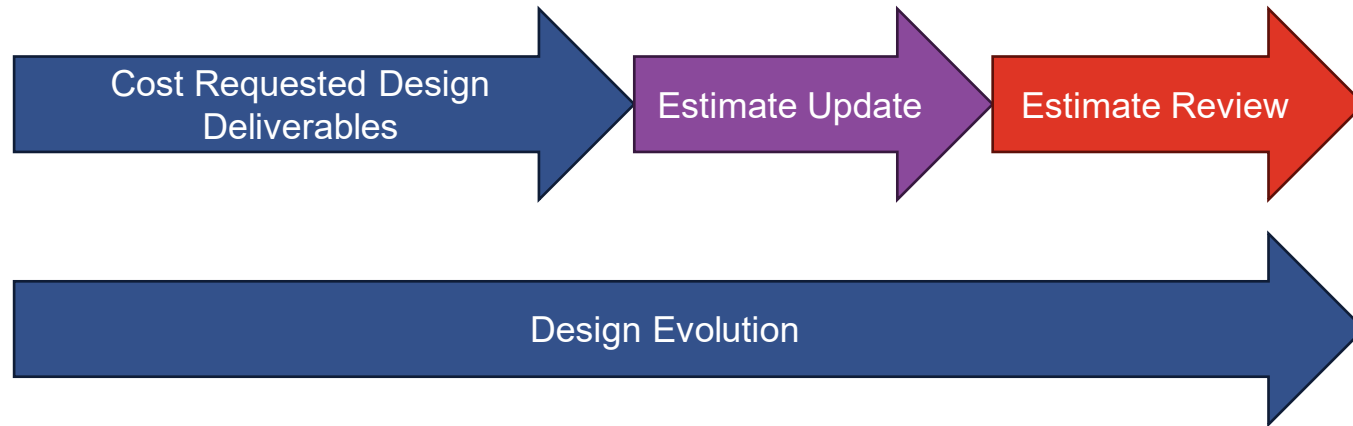 Cost Requested Design
Deliverables
Estimate Update
Estimate Review
Design Evolution